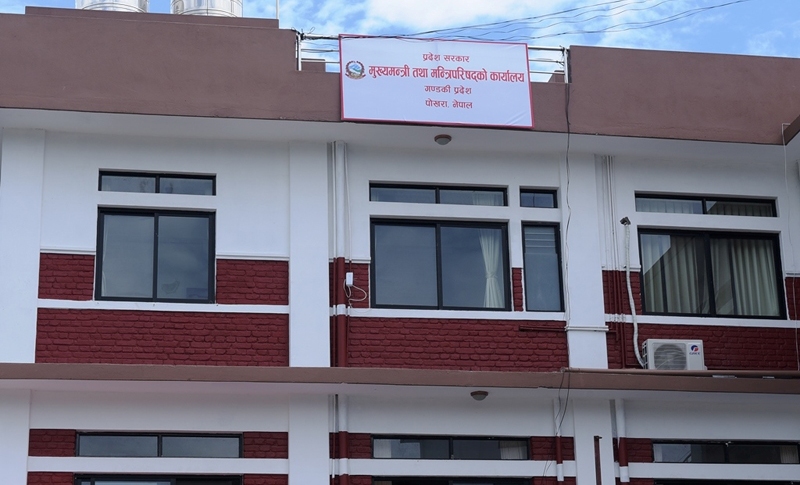 प्रदेश सरकार
मुख्यमन्त्री तथा मन्त्रिपरिषद्को कार्यालय
गण्डकी प्रदेश
पोखरा, नेपाल